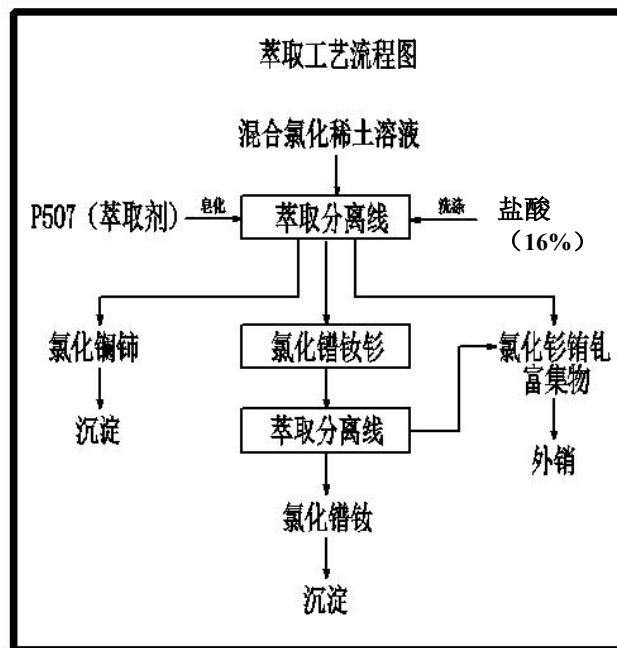 萃取工艺流程图
混合氯化稀土溶液
P507（萃取剂） 皂化 萃取分离线 洗涤 盐酸
（16%）
氯化镧铈 氯化镨钕钐 氯化钐铕钆
富集物
沉淀 萃取分离线 外销
氯化镨钕
沉淀